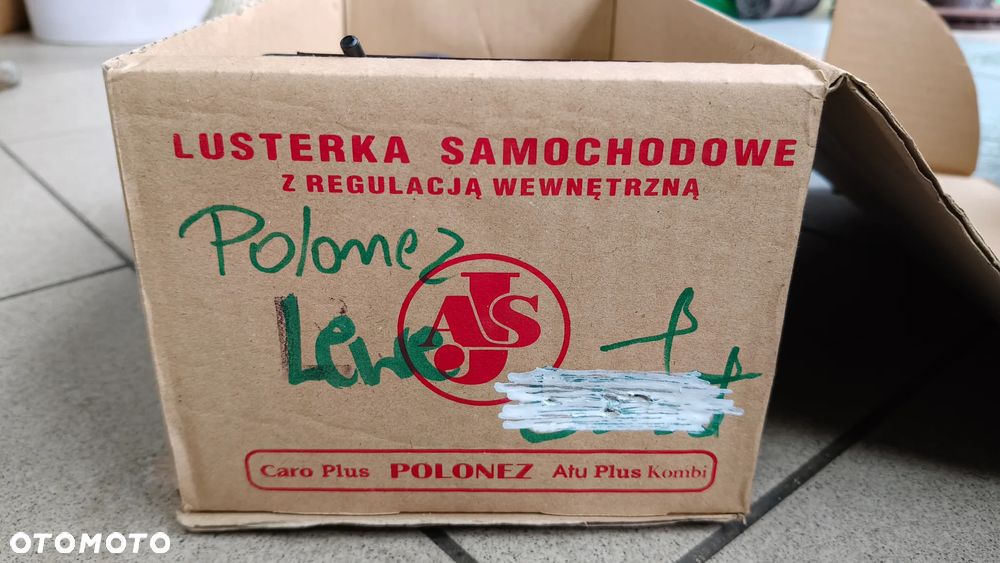 LUSTERKA SAMOCHODOWE
Z REGULACJĄ WEWNĘTRZNĄ
Polonez
Lewe
AJS
Caro Plus POLONEZ Atu Plus Kombi
OTOMOTO